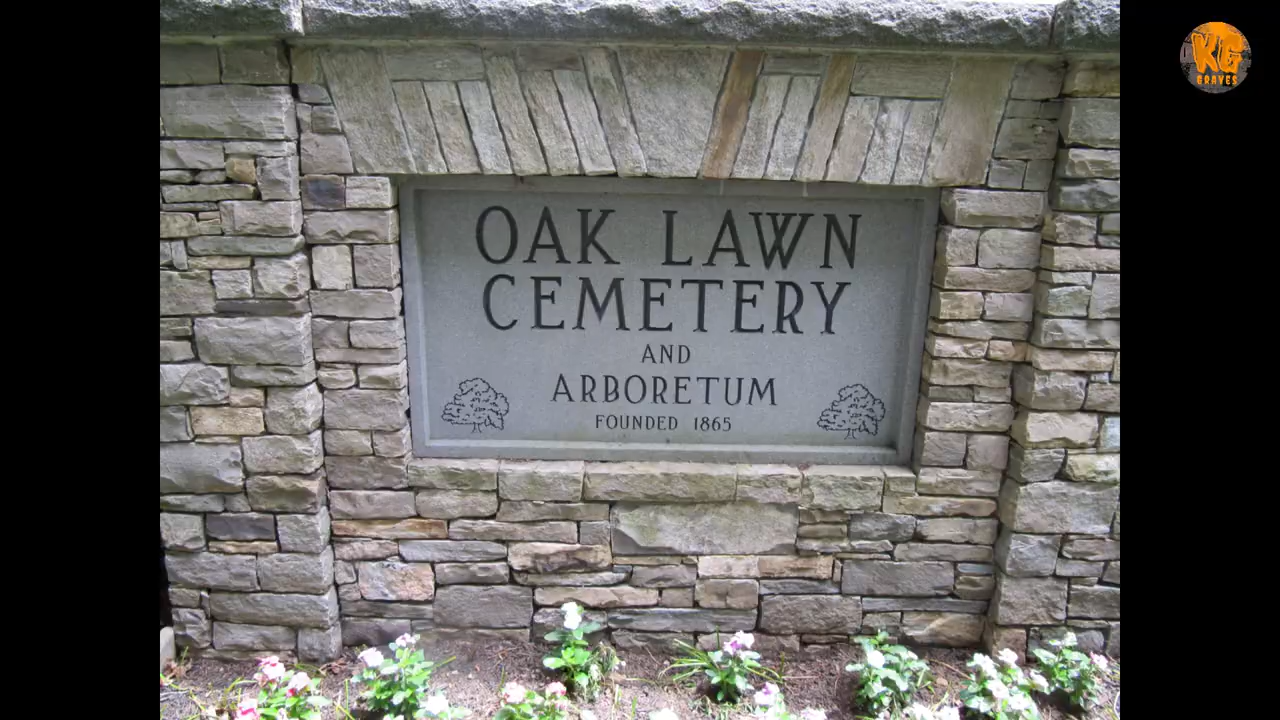 OAK LAWN
CEMETERY
AND
ARBORETUM
FOUNDED 1865
KG
GRAVES